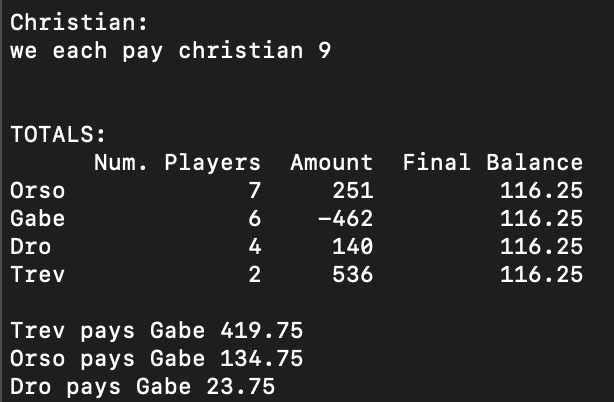 Christian:
we each pay christian 9
TOTALS:
Num. Players Amount Final Balance
Orso 7 251 116.25
Gabe 6 -462 116.25
Dro 4 140 116.25
Trev 2 536 116.25
Trev pays Gabe 419.75
Orso pays Gabe 134.75
Dro pays Gabe 23.75